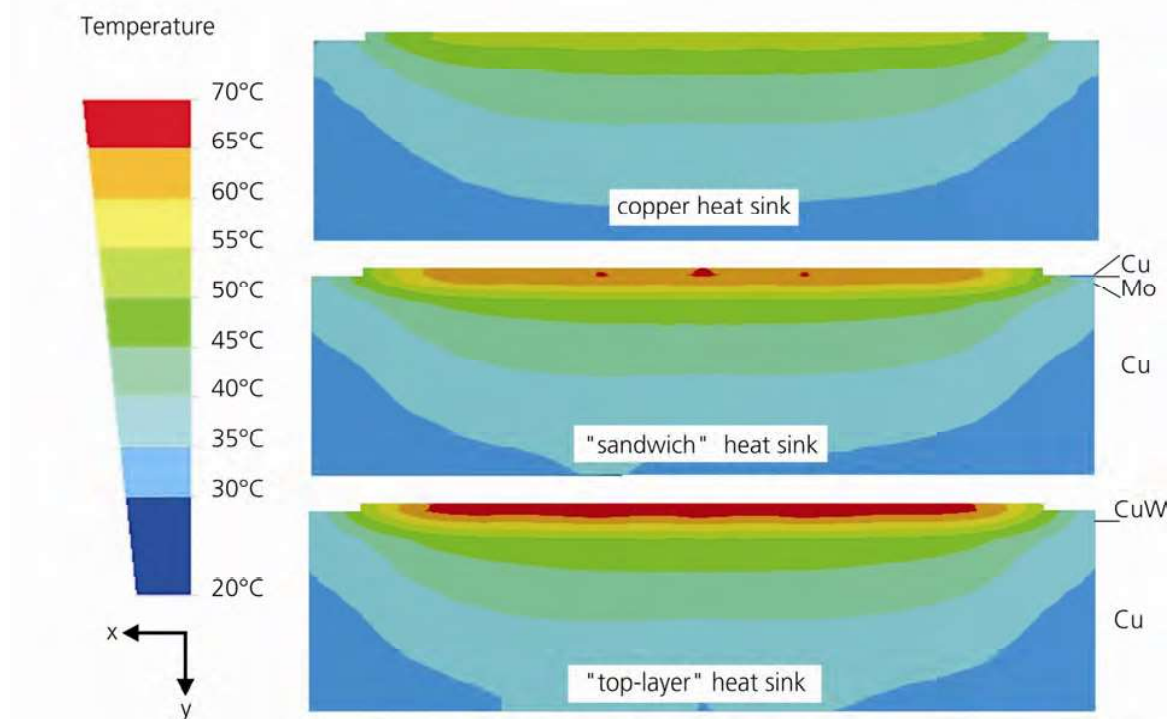 Temperature
70°C
65°C
60°C
55°C
50°C
45°C
40°C
35°C
30°C
20°C
x
y
copper heat sink
Cu
Mo
Cu
"sandwich" heat sink
CuW
Cu
"top-layer" heat sink